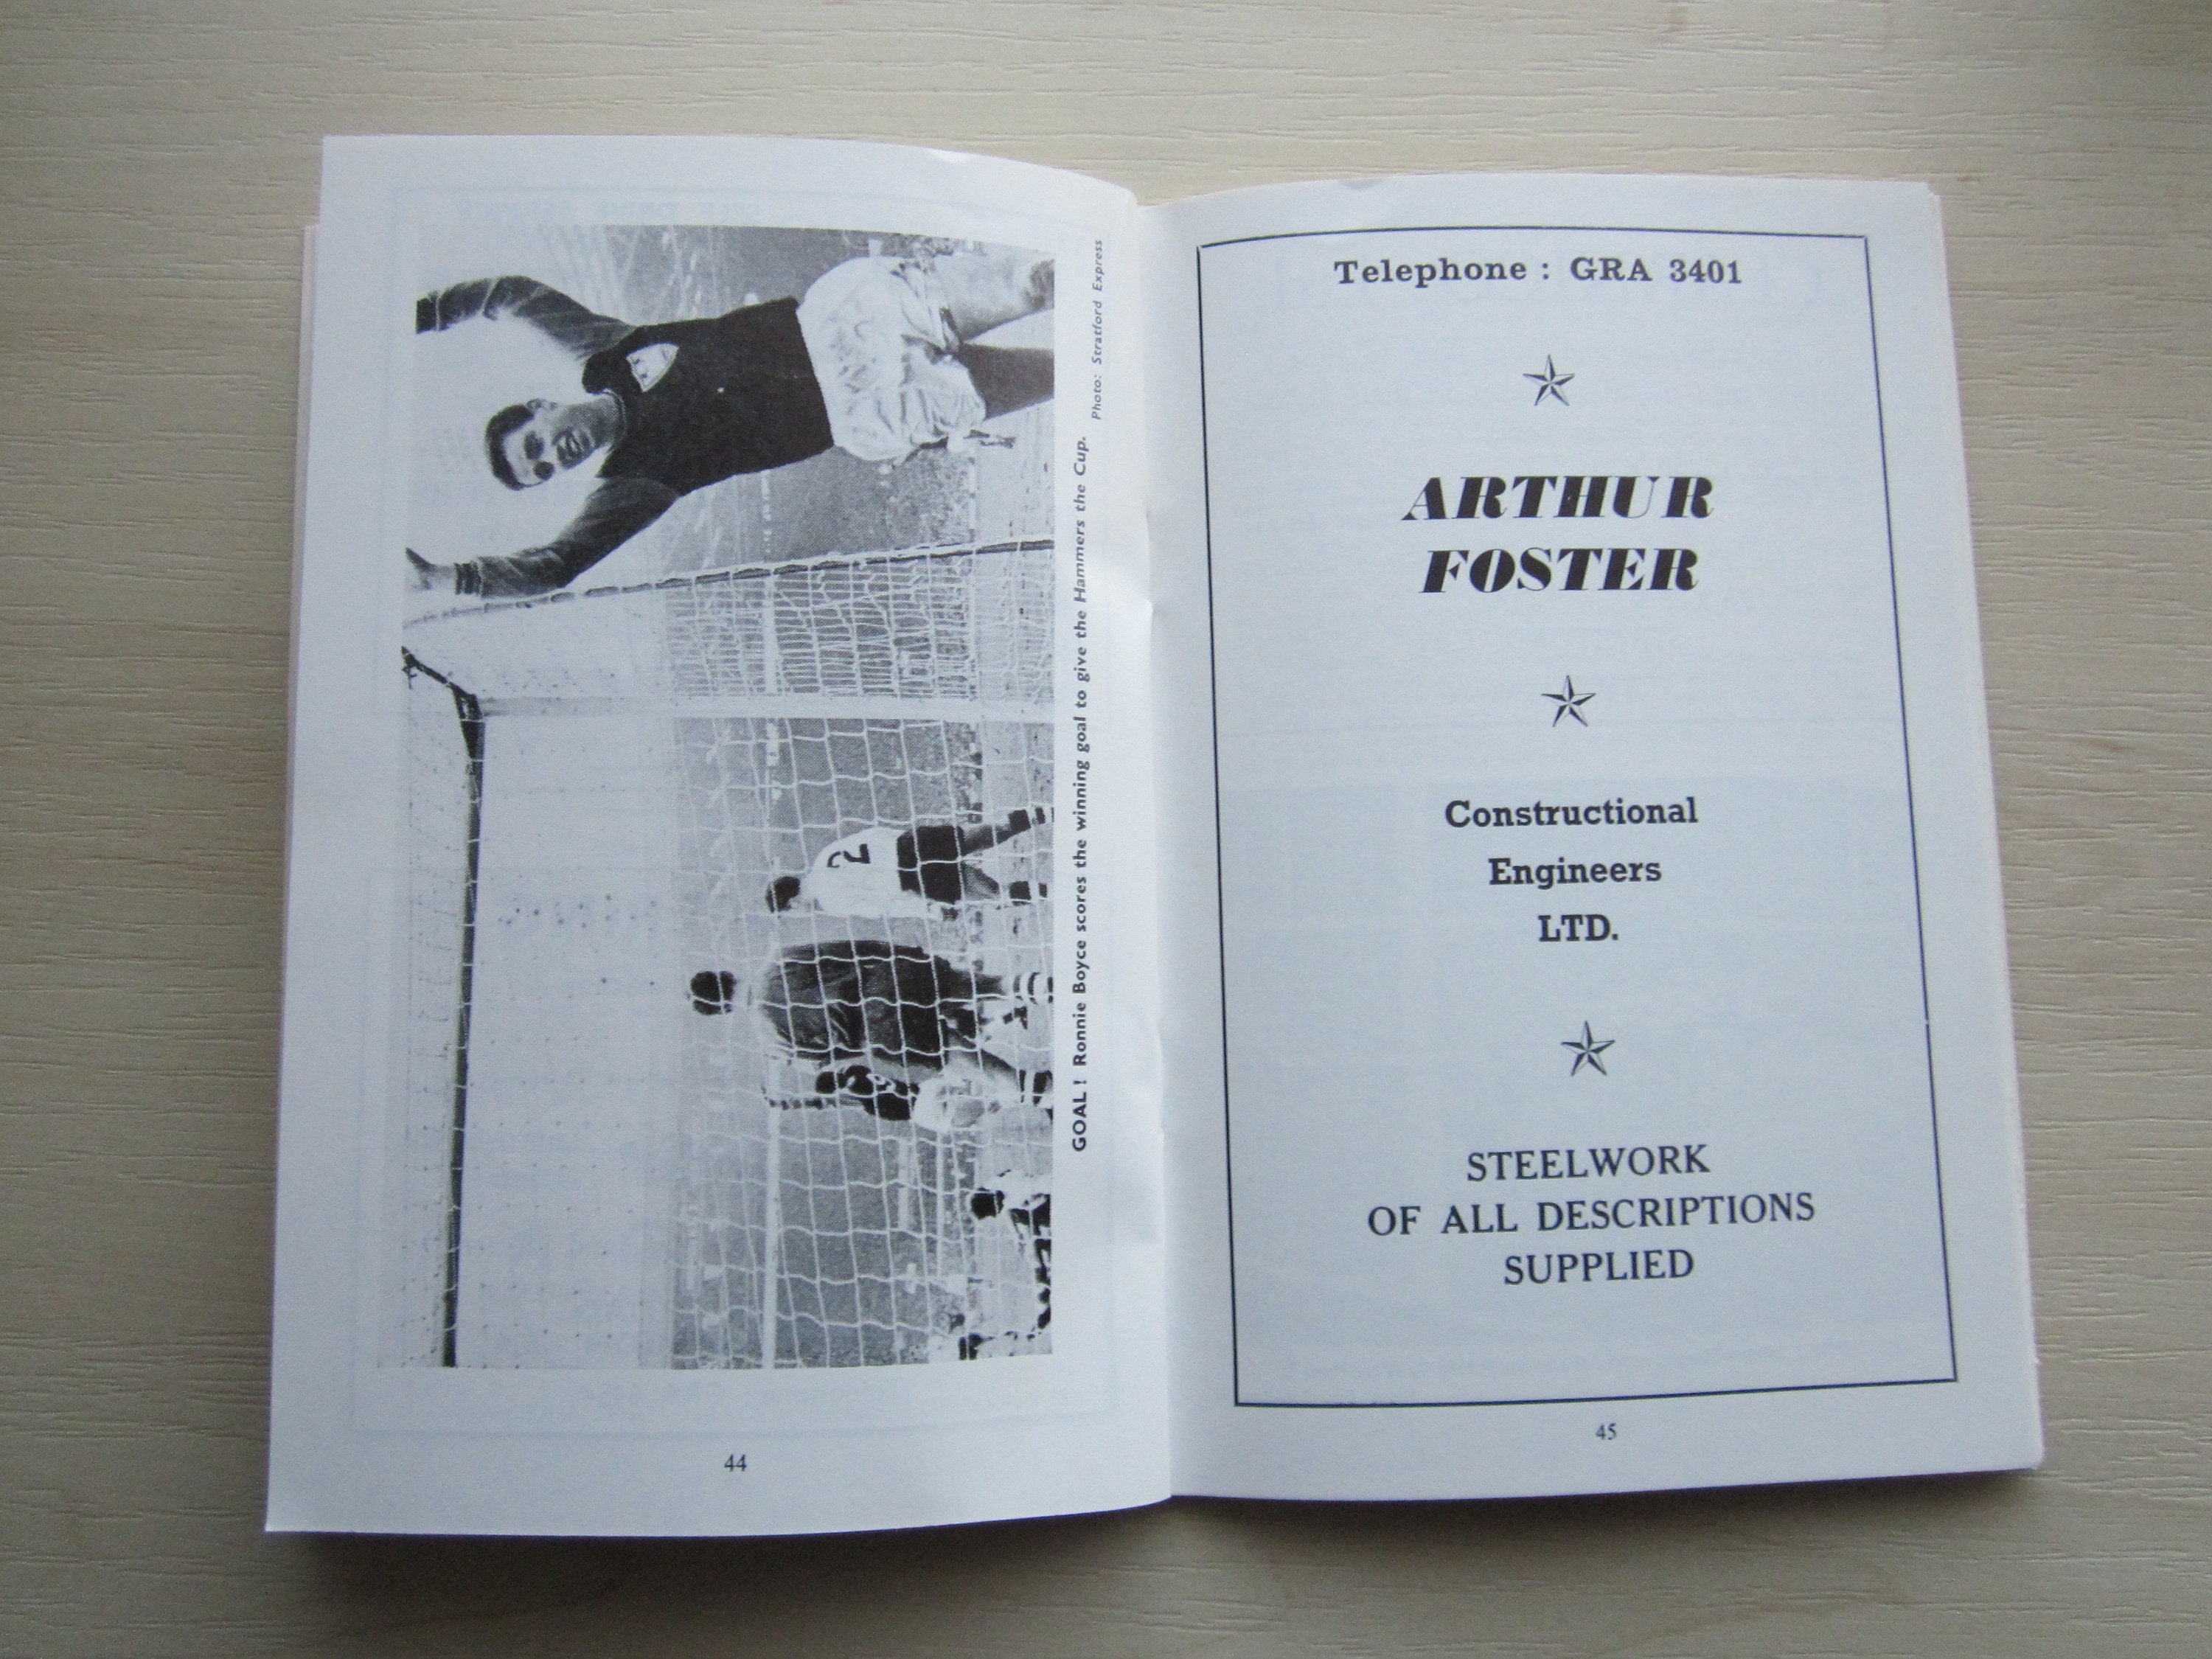 GOAL! Ronnie Boyce scores the winning goal to give the Hammers the Cup.
Photo: Stratford Express
2
44
Telephone : GRA 3401
ARTHUR
FOSTER
Constructional
Engineers
LTD.
STEELWORK
OF ALL DESCRIPTIONS
SUPPLIED
45